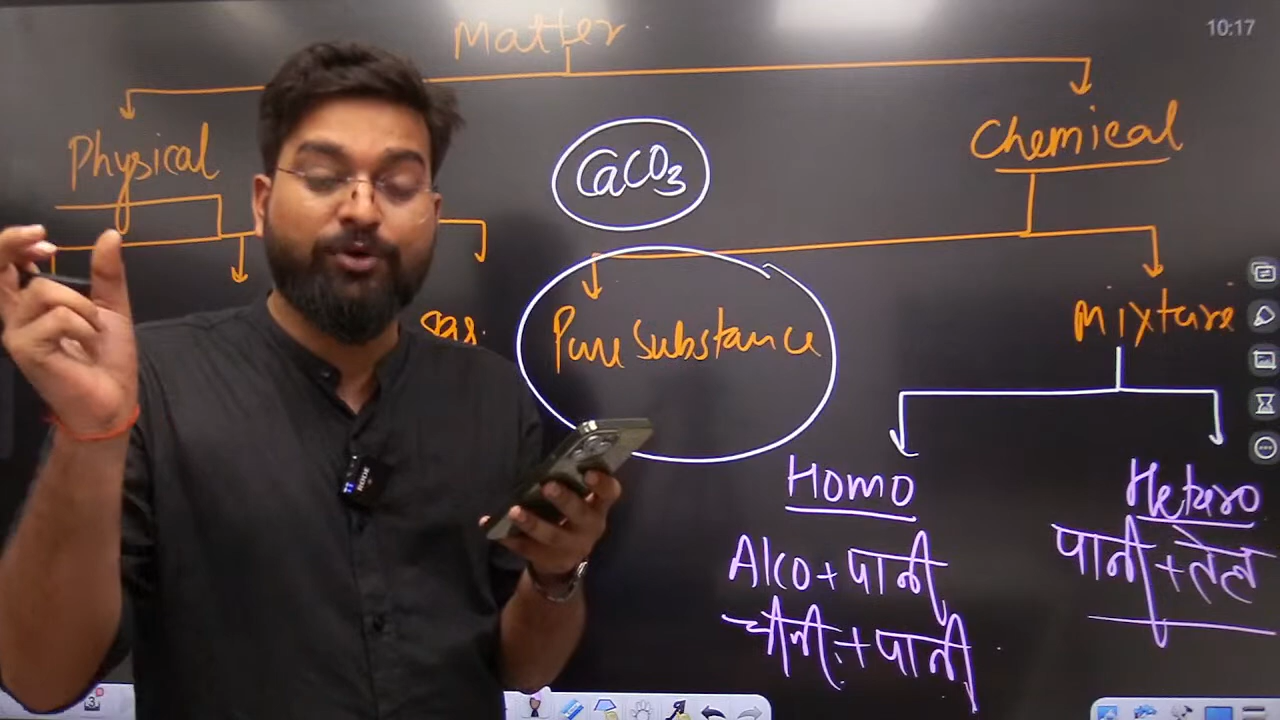 10:17
Matter
Physical
Chemical
CaCO3
gas.
Pure Substance
Mixture
Homo
Hetero
Alco + पानी
पानी + तेल
चीनी + पानी